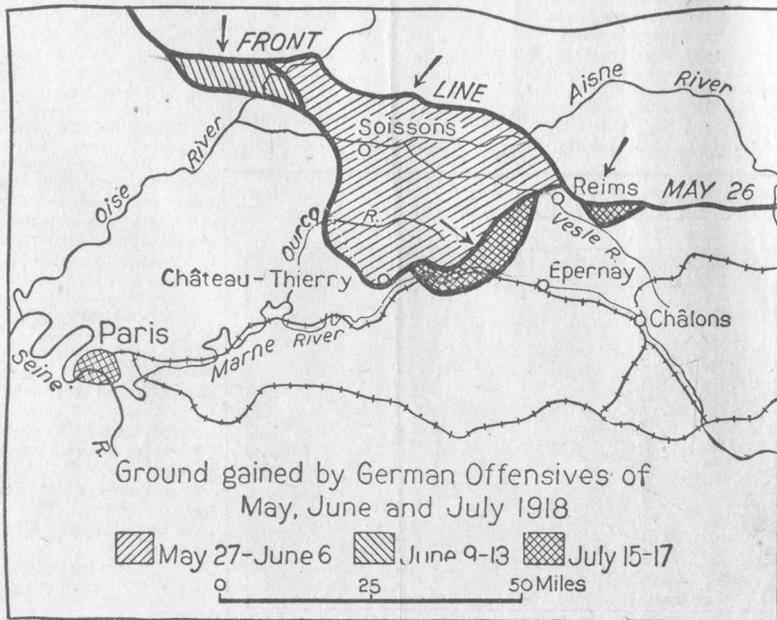 FRONT
LINE
Aisne
River
Soissons
Oise
River
Reims
MAY 26
Ourcq
R.
Vesle R.
Château-Thierry
Epernay
Châlons
Paris
Marne
River
Seine
R.
Ground gained by German Offensives of
May, June and July 1918
May 27-June 6 June 9-13 July 15-17
0 25 50 Miles